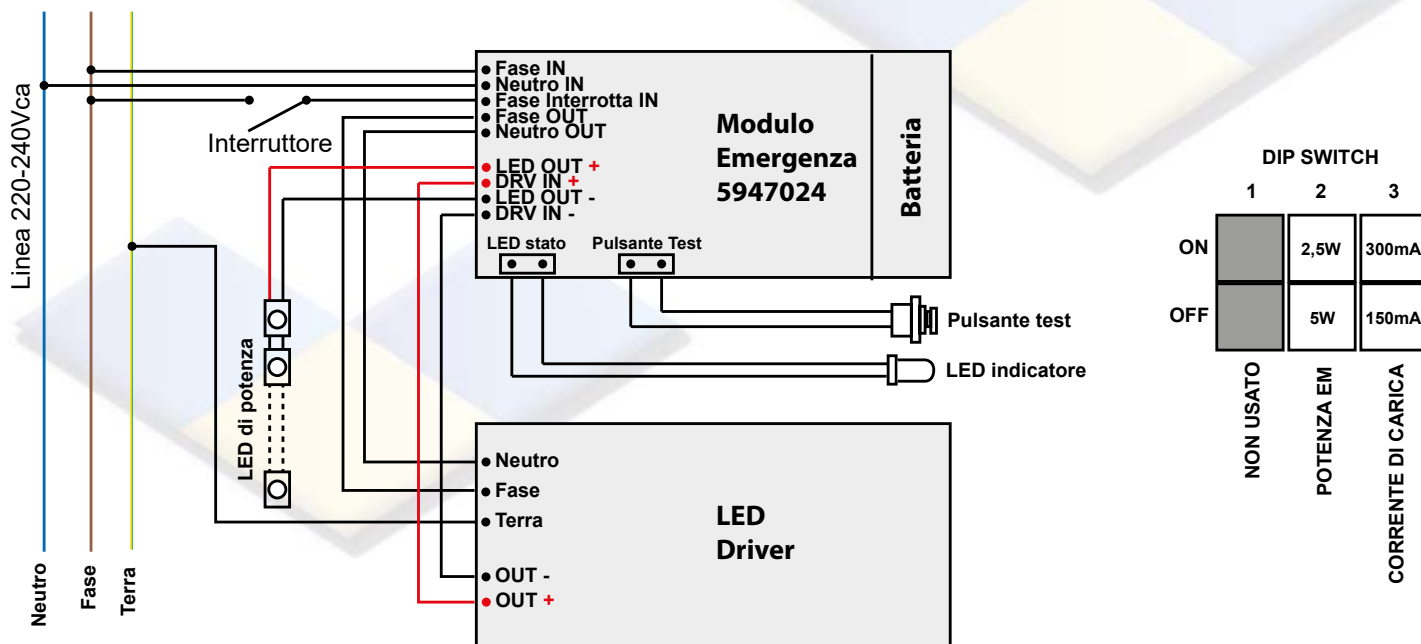 Linea 220-240Vca
Neutro
Fase
Terra
Interruttore
LED di potenza
Fase IN
Neutro IN
Fase Interrotta IN
Fase OUT
Neutro OUT
LED OUT +
DRV IN +
LED OUT -
DRV IN -
LED stato
Pulsante Test
Modulo
Emergenza
5947024
Batteria
Pulsante test
LED indicatore
Neutro
Fase
Terra
OUT -
OUT +
LED
Driver
DIP SWITCH
1 2 3
ON 2,5W 300mA
OFF 5W 150mA
NON USATO
POTENZA EM
CORRENTE DI CARICA